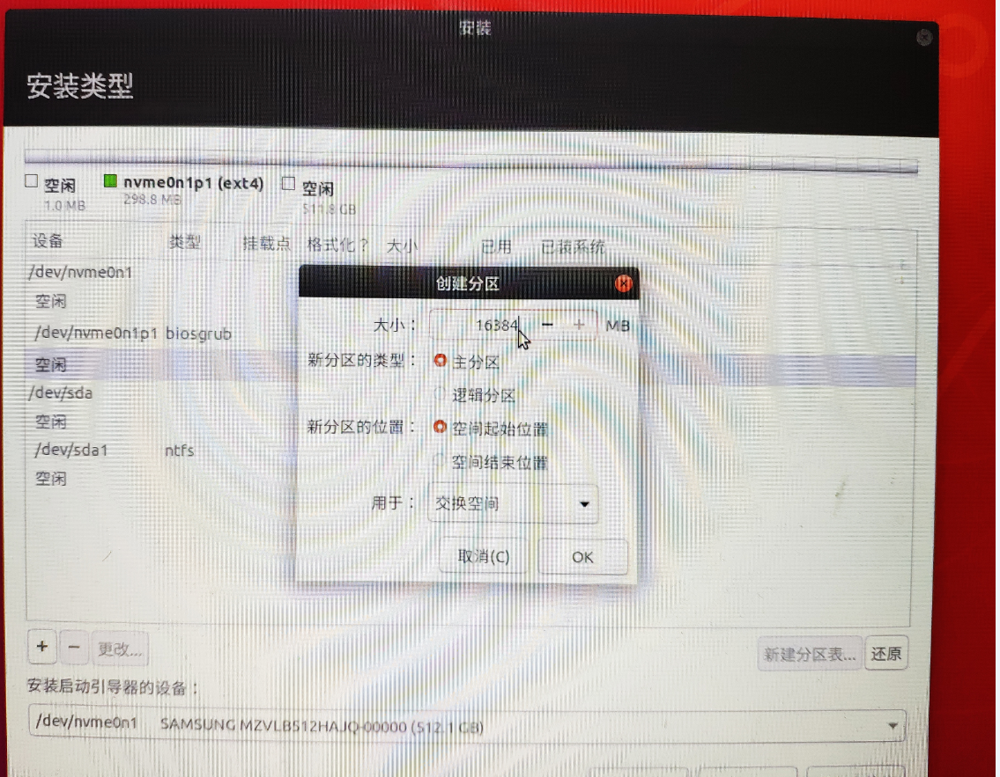 安装
安装类型
空闲 nvme0n1p1 (ext4) 空闲
1.0 MB 298.8 MB 511.8 GB
设备 类型 挂载点 格式化？ 大小 已用 已装系统
/dev/nvme0n1
空闲
/dev/nvme0n1p1 biosgrub
空闲
/dev/sda
空闲
/dev/sda1 ntfs
空闲
创建分区
大小： 16384 − + MB
新分区的类型： 主分区
逻辑分区
新分区的位置： 空间起始位置
空间结束位置
用于： 交换空间
取消(C) OK
+ − 更改... 新建分区表... 还原
安装启动引导器的设备：
/dev/nvme0n1 SAMSUNG MZVLB512HAJQ-00000 (512.1 GB)